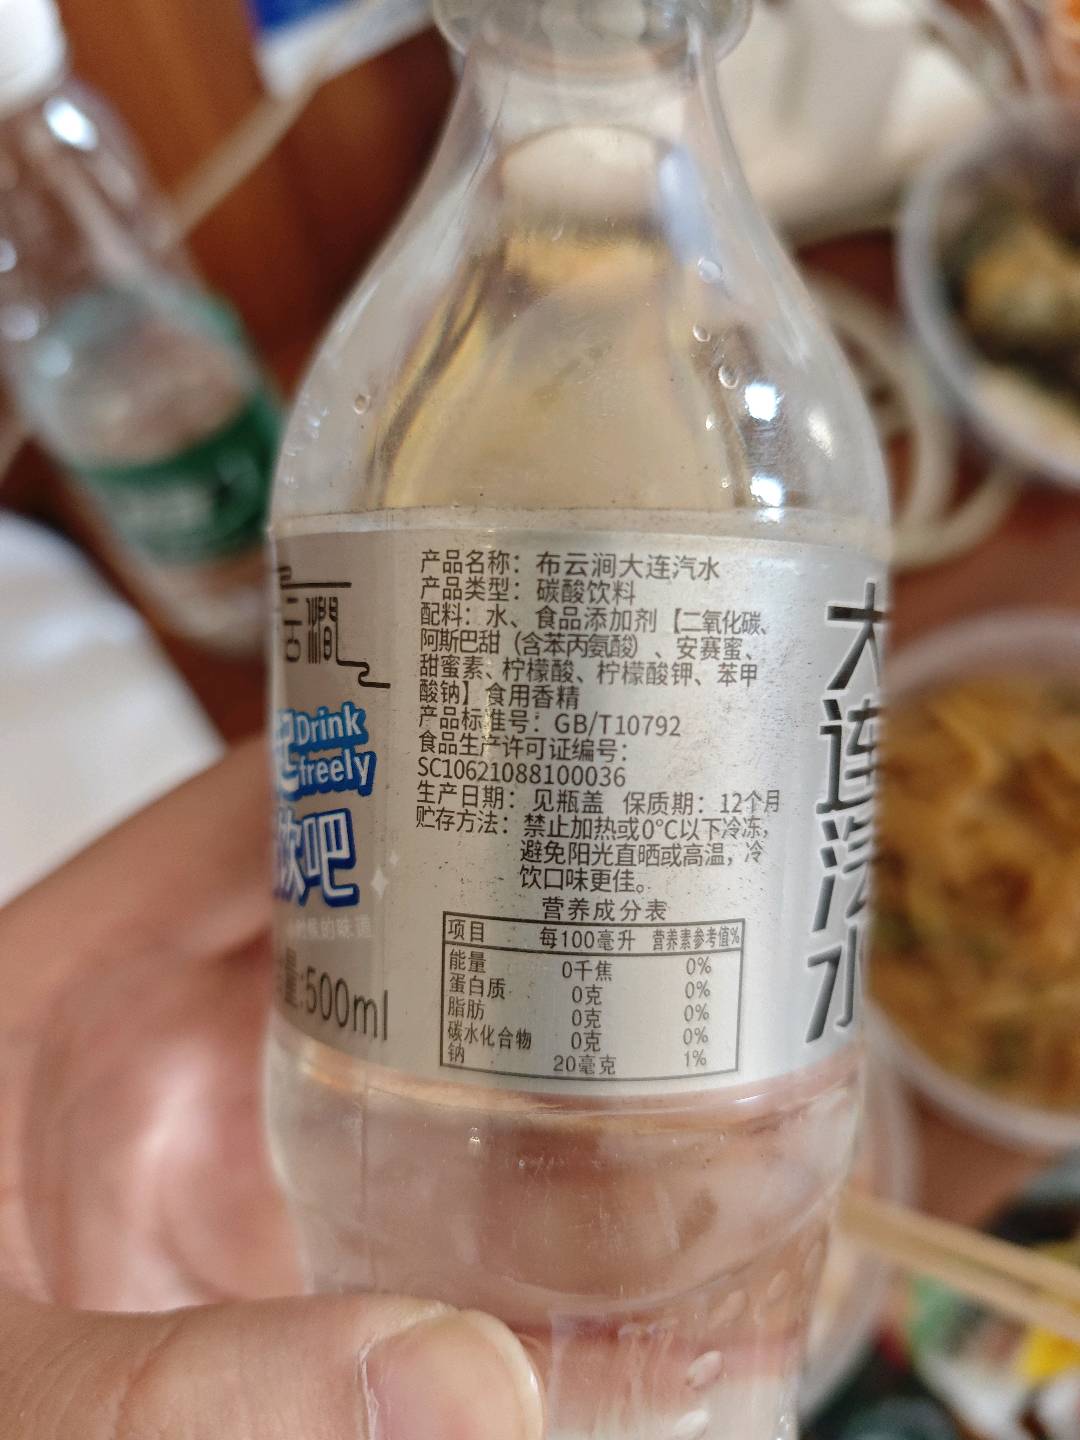 云澗
起 Drink
freely
饮吧
量:500ml
产品名称：布云涧大连汽水
产品类型：碳酸饮料
配料：水、食品添加剂【二氧化碳、
阿斯巴甜（含苯丙氨酸）、安赛蜜、
甜蜜素、柠檬酸、柠檬酸钾、苯甲
酸钠】食用香精
产品标准号：GB/T10792
食品生产许可证编号：
SC10621088100036
生产日期：见瓶盖 保质期：12个月
贮存方法：禁止加热或0°C以下冷冻，
避免阳光直晒或高温，冷
饮口味更佳。
营养成分表
项目 每100毫升 营养素参考值%
能量 0千焦 0%
蛋白质 0克 0%
脂肪 0克 0%
碳水化合物 0克 0%
钠 20毫克 1%
大连汽水